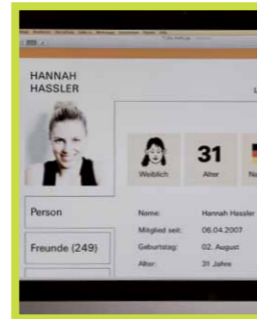 HANNAH
HASSLER
Weiblich
31
Alter
Person
Freunde (249)
Name: Hannah Hassler
Mitglied seit: 06.04.2007
Geburtstag: 02. August
Alter: 31 Jahre